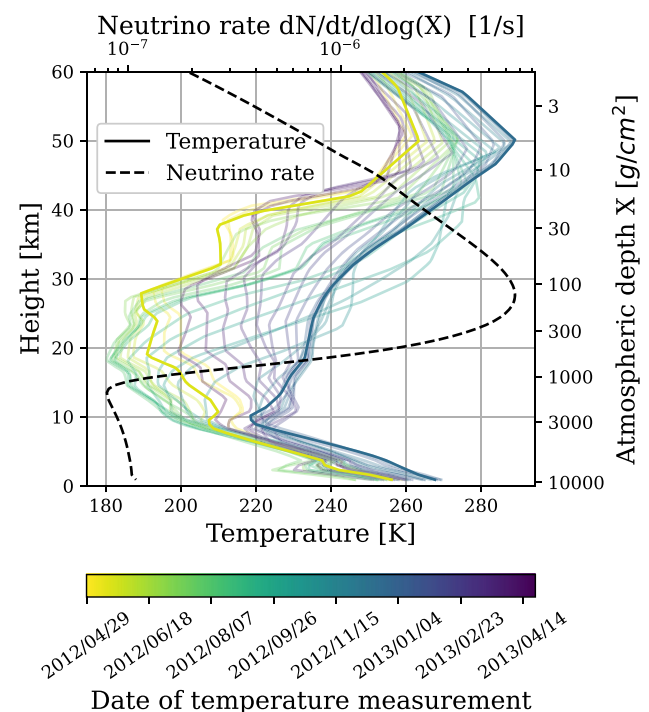 Neutrino rate dN/dt/dlog(X) [1/s]
10⁻⁷ 10⁻⁶
60
50
40
30
20
10
0
Height [km]
Temperature
Neutrino rate
3
10
30
100
300
1000
3000
10000
Atmospheric depth X [g/cm²]
180 200 220 240 260 280
Temperature [K]
2012/04/29 2012/06/18 2012/08/07 2012/09/26 2012/11/15 2013/01/04 2013/02/23 2013/04/14
Date of temperature measurement